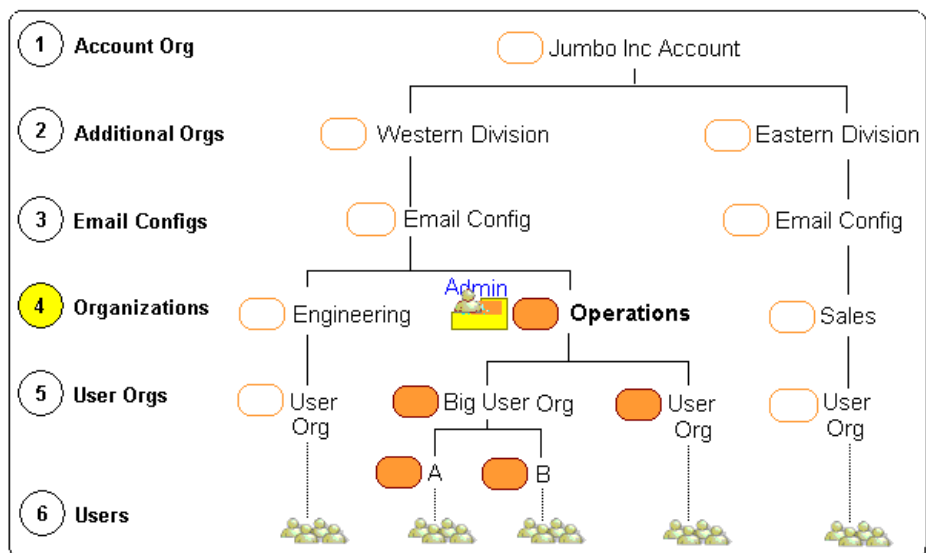 1 Account Org
Jumbo Inc Account
2 Additional Orgs
Western Division
Eastern Division
3 Email Configs
Email Config
Email Config
4 Organizations
Engineering
Admin
Operations
Sales
5 User Orgs
User
Org
Big User Org
User
Org
User
Org
A
B
6 Users